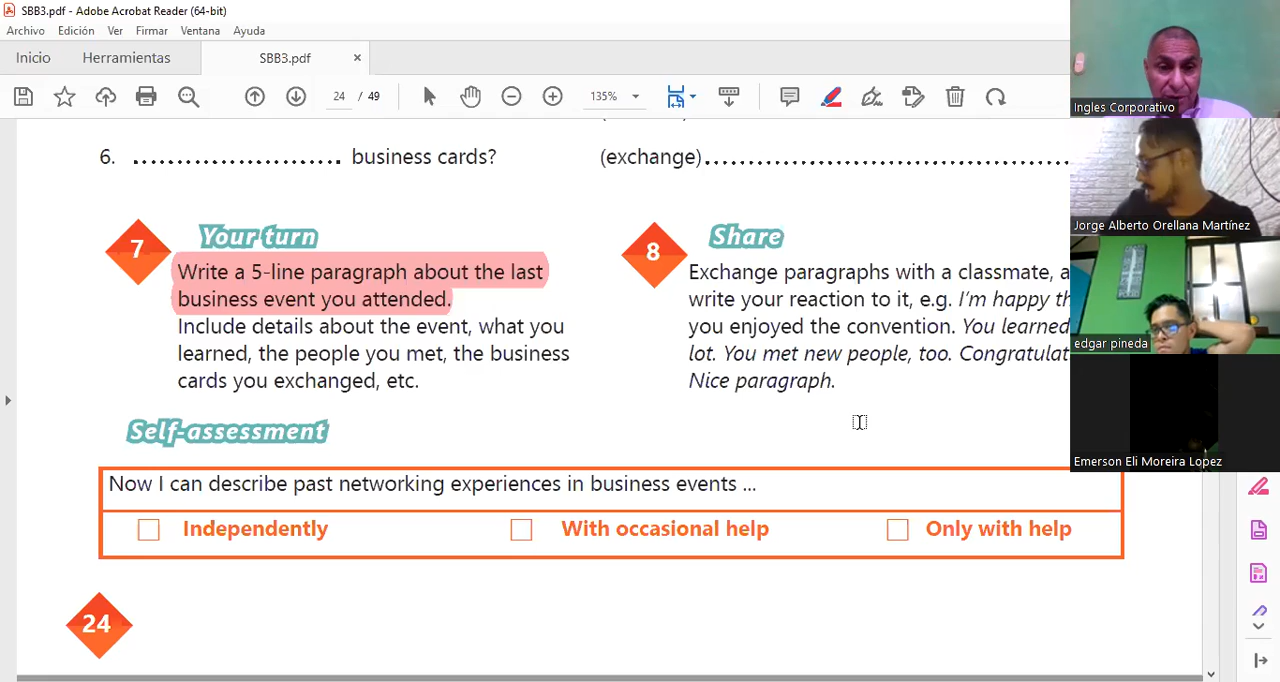 SBB3.pdf - Adobe Acrobat Reader (64-bit)
Archivo Edición Ver Firmar Ventana Ayuda
Inicio Herramientas SBB3.pdf ×
24 / 49 135%
6. ........................... business cards? (exchange)...............................................
7 Your turn
Write a 5-line paragraph about the last
business event you attended.
Include details about the event, what you
learned, the people you met, the business
cards you exchanged, etc.
8 Share
Exchange paragraphs with a classmate, a
write your reaction to it, e.g. I'm happy th
you enjoyed the convention. You learned
lot. You met new people, too. Congratulat
Nice paragraph.
Self-assessment
Now I can describe past networking experiences in business events ...
Independently With occasional help Only with help
24
Ingles Corporativo
Jorge Alberto Orellana Martínez
edgar pineda
Emerson Eli Moreira Lopez